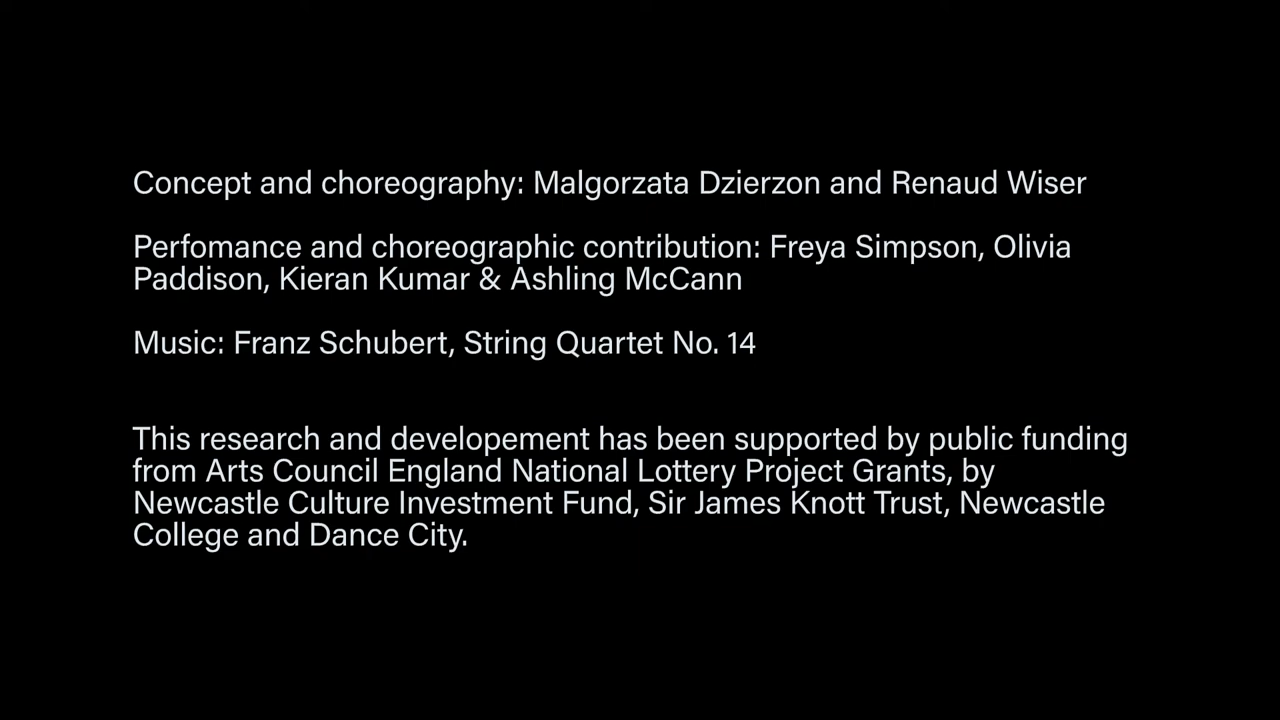 Concept and choreography: Malgorzata Dzierzon and Renaud Wiser
Perfomance and choreographic contribution: Freya Simpson, Olivia
Paddison, Kieran Kumar & Ashling McCann
Music: Franz Schubert, String Quartet No. 14
This research and developement has been supported by public funding
from Arts Council England National Lottery Project Grants, by
Newcastle Culture Investment Fund, Sir James Knott Trust, Newcastle
College and Dance City.